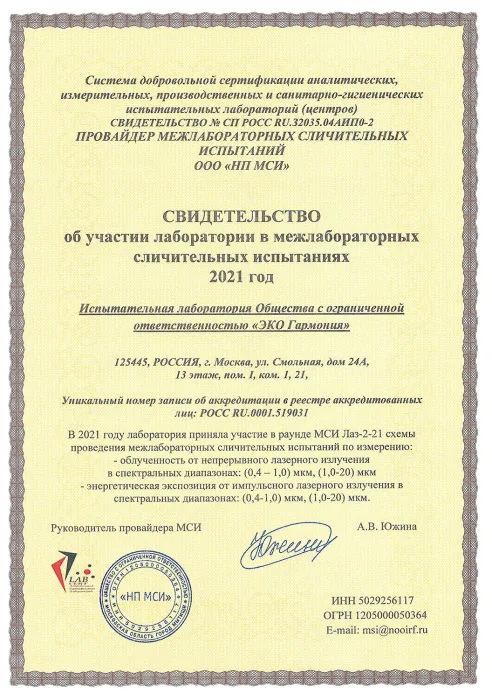 Система добровольной сертификации аналитических,
измерительных, производственных и санитарно-гигиенических
испытательных лабораторий (центров)
СВИДЕТЕЛЬСТВО № СП РОСС RU.32035.04АИП0-2
ПРОВАЙДЕР МЕЖЛАБОРАТОРНЫХ СЛИЧИТЕЛЬНЫХ
ИСПЫТАНИЙ
ООО «НП МСИ»
СВИДЕТЕЛЬСТВО
об участии лаборатории в межлабораторных
сличительных испытаниях
2021 год
Испытательная лаборатория Общества с ограниченной
ответственностью «ЭКО Гармония»
125445, РОССИЯ, г. Москва, ул. Смольная, дом 24А,
13 этаж, пом. I, ком. 1, 21,
Уникальный номер записи об аккредитации в реестре аккредитованных
лиц: РОСС RU.0001.519031
В 2021 году лаборатория приняла участие в раунде МСИ Лаз-2-21 схемы
проведения межлабораторных сличительных испытаний по измерению:
- облученность от непрерывного лазерного излучения
в спектральных диапазонах: (0,4 – 1,0) мкм, (1,0-20) мкм
- энергетическая экспозиция от импульсного лазерного излучения в
спектральных диапазонах: (0,4-1,0) мкм, (1,0-20) мкм.
Руководитель провайдера МСИ
А.В. Южина
LAB
«НП МСИ»
ИНН 5029256117
ОГРН 1205000050364
E-mail: msi@nooirf.ru